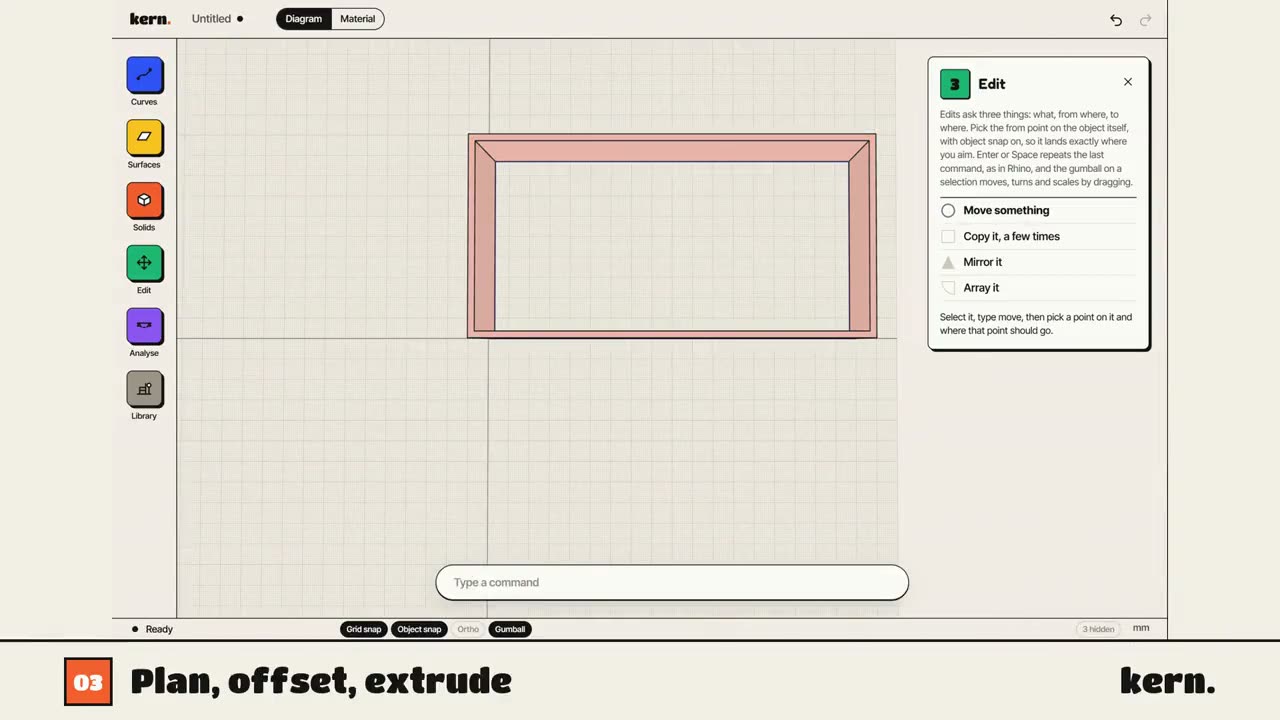 kern.
Untitled
Diagram
Material
Curves
Surfaces
Solids
Edit
Analyse
Library
3
Edit
Edits ask three things: what, from where, to
where. Pick the from point on the object itself,
with object snap on, so it lands exactly where
you aim. Enter or Space repeats the last
command, as in Rhino, and the gumball on a
selection moves, turns and scales by dragging.
Move something
Copy it, a few times
Mirror it
Array it
Select it, type move, then pick a point on it and
where that point should go.
Type a command
Ready
Grid snap
Object snap
Ortho
Gumball
3 hidden
mm
03
Plan, offset, extrude
kern.